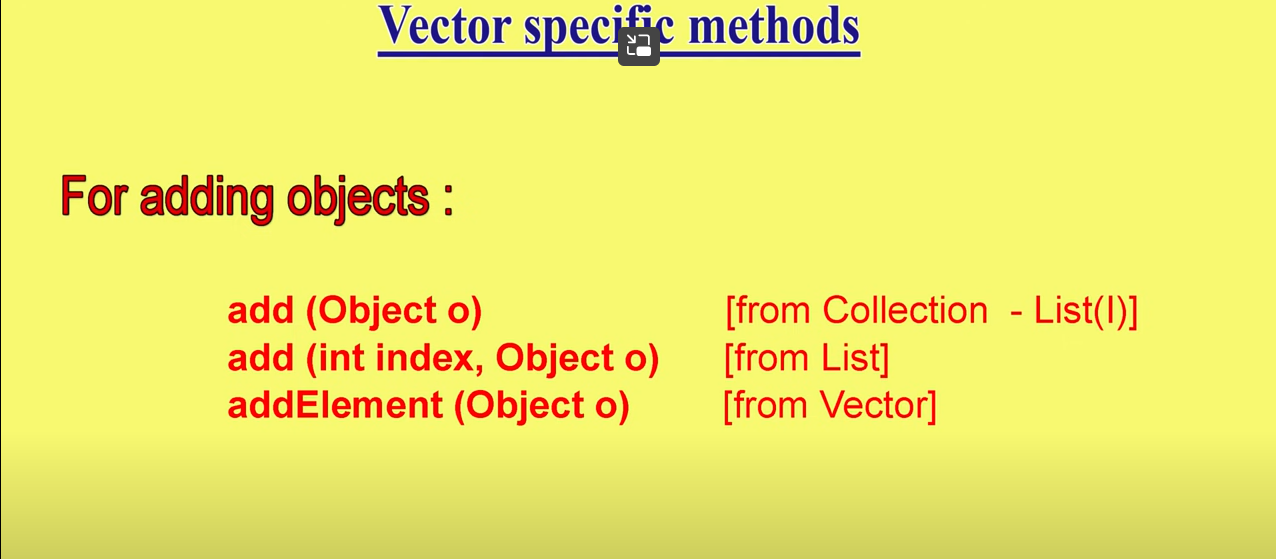 Vector specific methods
For adding objects :
add (Object o) [from Collection - List(I)]
add (int index, Object o) [from List]
addElement (Object o) [from Vector]